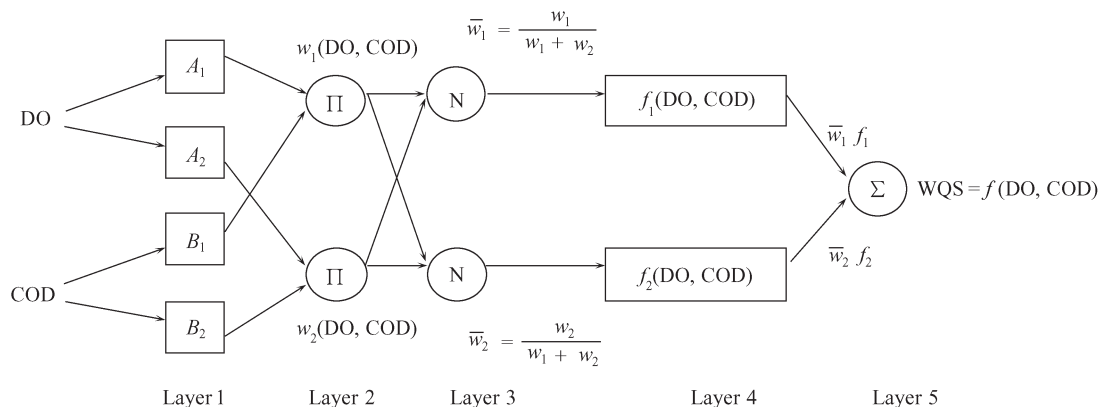 DO
COD
A₁
A₂
B₁
B₂
w₁(DO, COD)
Π
Π
w₂(DO, COD)
w̅₁ = w₁ / (w₁ + w₂)
N
N
w̅₂ = w₂ / (w₁ + w₂)
f₁(DO, COD)
f₂(DO, COD)
w̅₁ f₁
w̅₂ f₂
Σ
WQS = f (DO, COD)
Layer 1 Layer 2 Layer 3 Layer 4 Layer 5